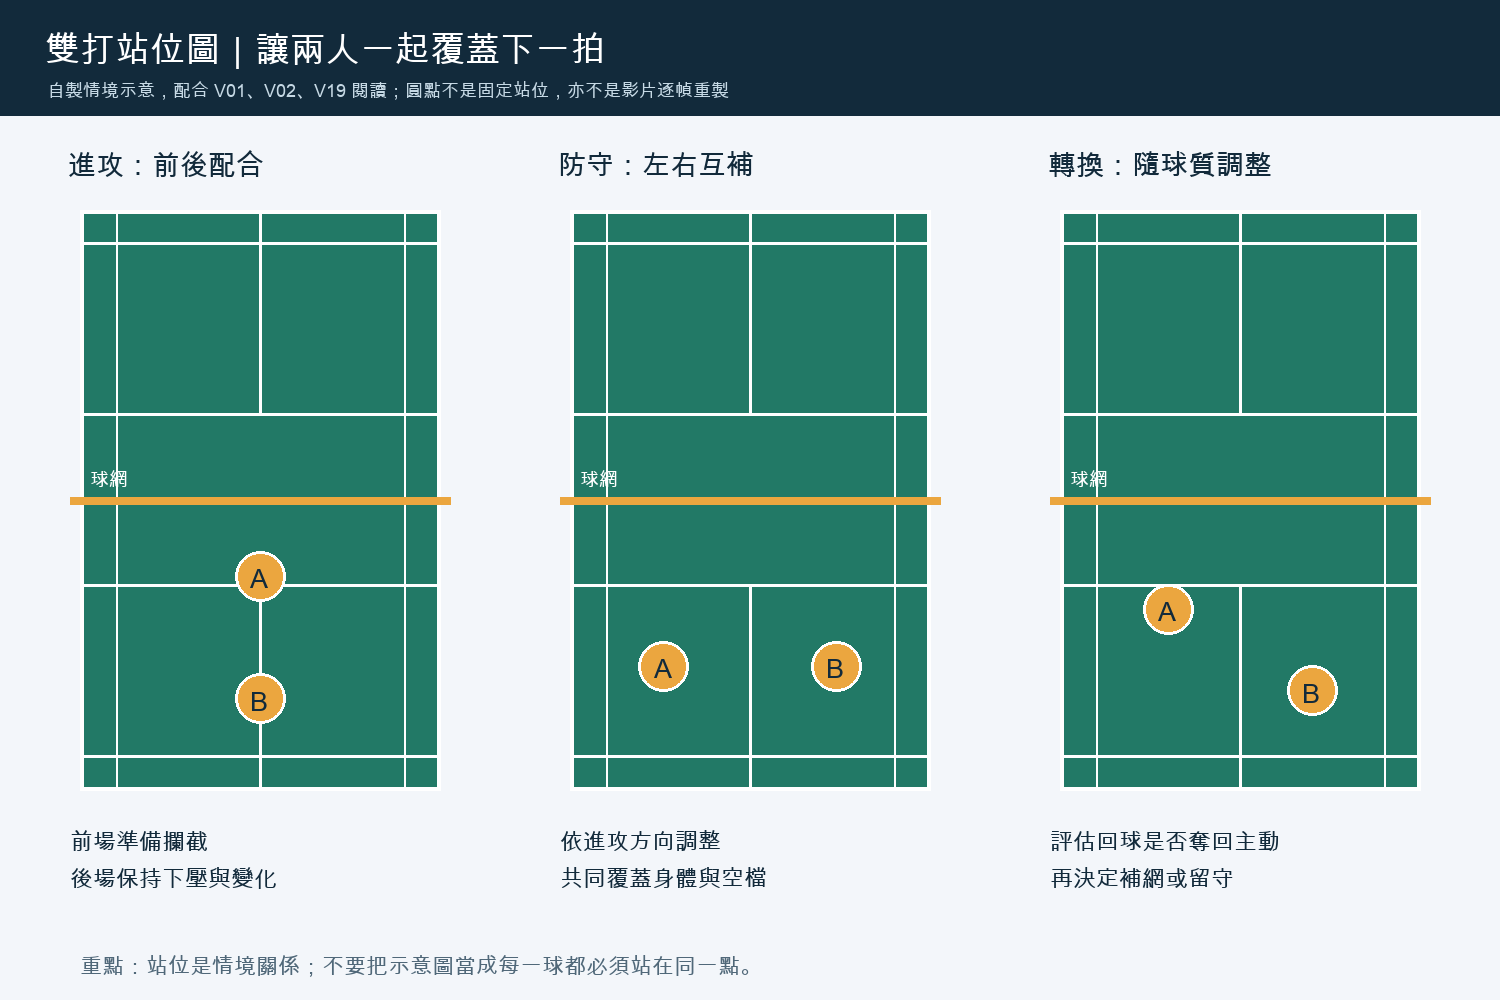 雙打站位圖｜讓兩人一起覆蓋下一拍
自製情境示意，配合 V01、V02、V19 閱讀；圓點不是固定站位，亦不是影片逐幀重製
進攻：前後配合
防守：左右互補
轉換：隨球質調整
球網
球網
球網
A
B
A
B
A
B
前場準備攔截
後場保持下壓與變化
依進攻方向調整
共同覆蓋身體與空檔
評估回球是否奪回主動
再決定補網或留守
重點：站位是情境關係；不要把示意圖當成每一球都必須站在同一點。